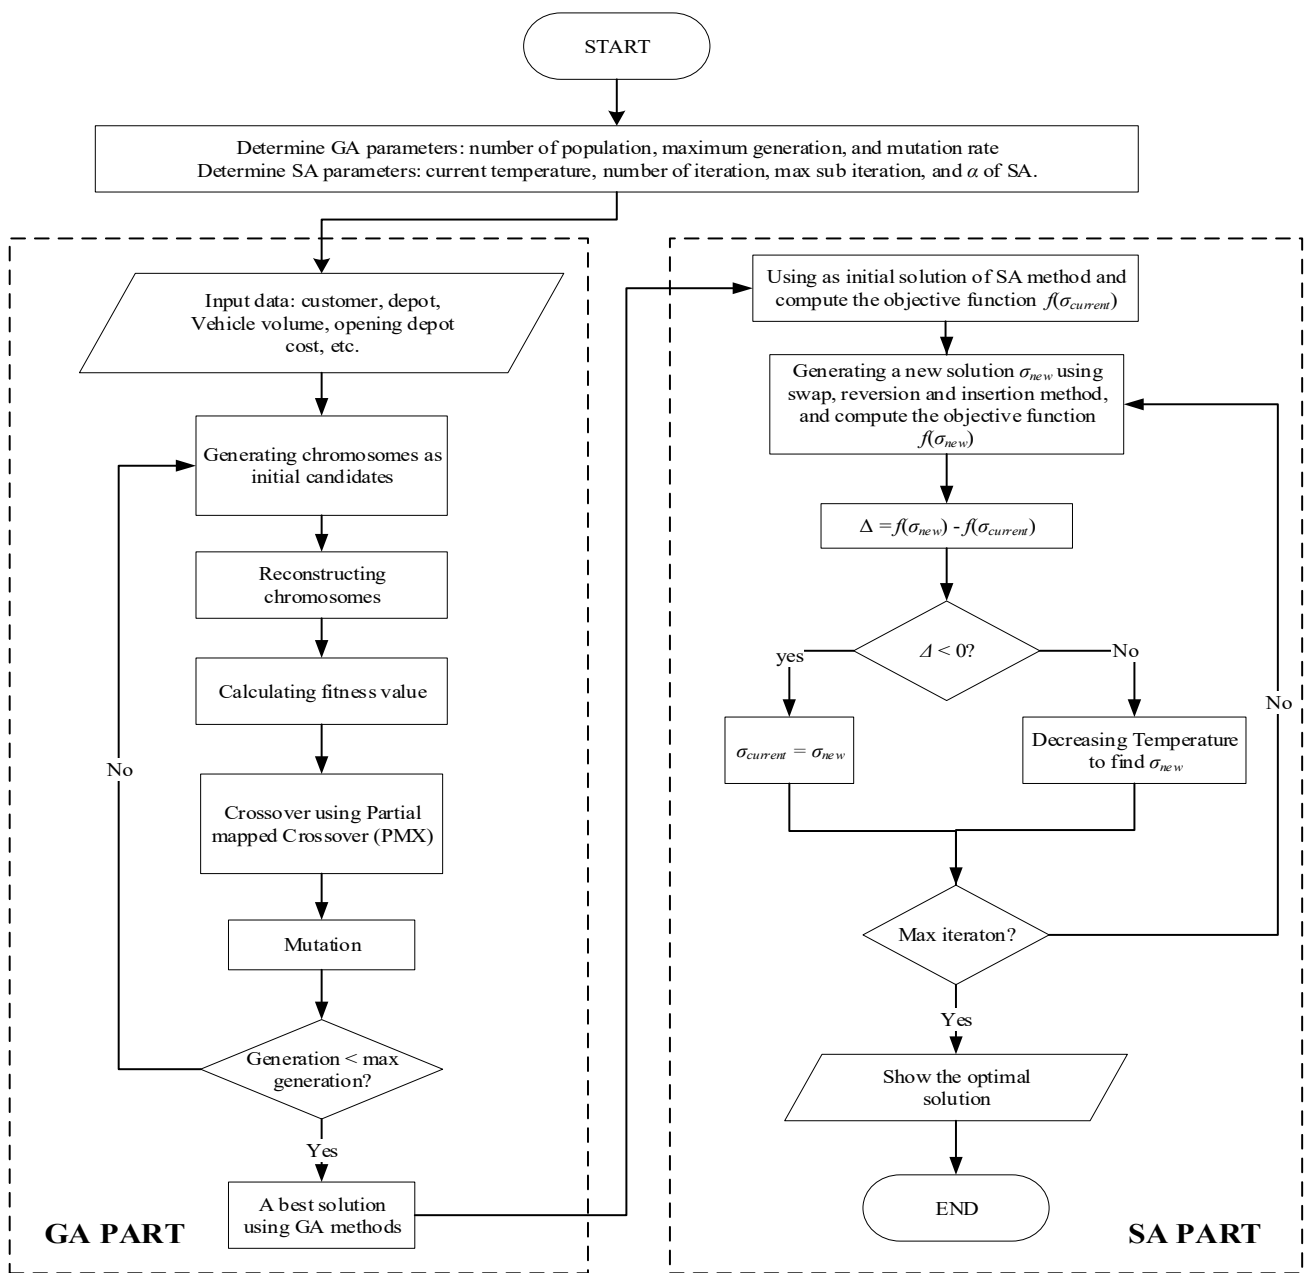 START
Determine GA parameters: number of population, maximum generation, and mutation rate
Determine SA parameters: current temperature, number of iteration, max sub iteration, and α of SA.
Input data: customer, depot,
Vehicle volume, opening depot
cost, etc.
Generating chromosomes as
initial candidates
Reconstructing
chromosomes
Calculating fitness value
No
Crossover using Partial
mapped Crossover (PMX)
Mutation
Generation < max
generation?
Yes
A best solution
using GA methods
GA PART
Using as initial solution of SA method and
compute the objective function f(σcurrent)
Generating a new solution σnew using
swap, reversion and insertion method,
and compute the objective function
f(σnew)
Δ = f(σnew) - f(σcurrent)
Δ < 0?
yes
No
σcurrent = σnew
Decreasing Temperature
to find σnew
No
Max iteraton?
Yes
Show the optimal
solution
END
SA PART